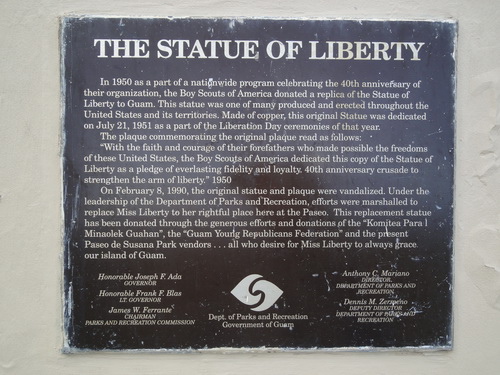 THE STATUE OF LIBERTY
In 1950 as a part of a nationwide program celebrating the 40th anniversary of
their organization, the Boy Scouts of America donated a replica of the Statue of
Liberty to Guam. This statue was one of many produced and erected throughout the
United States and its territories. Made of copper, this original Statue was dedicated
on July 21, 1951 as a part of the Liberation Day ceremonies of that year.
The plaque commemorating the original plaque read as follows:
"With the faith and courage of their forefathers who made possible the freedoms
of these United States, the Boy Scouts of America dedicated this copy of the Statue of
Liberty as a pledge of everlasting fidelity and loyalty. 40th anniversary crusade to
strengthen the arm of liberty." 1950
On February 8, 1990, the original statue and plaque were vandalized. Under the
leadership of the Department of Parks and Recreation, efforts were marshalled to
replace Miss Liberty to her rightful place here at the Paseo. This replacement statue
has been donated through the generous efforts and donations of the "Komitea Para I
Minaolek Guahan", the "Guam Young Republicans Federation" and the present
Paseo de Susana Park vendors . . . all who desire for Miss Liberty to always grace
our island of Guam.
Honorable Joseph F. Ada
GOVERNOR
Honorable Frank F. Blas
LT. GOVERNOR
James W. Ferrante
CHAIRMAN
PARKS AND RECREATION COMMISSION
Dept. of Parks and Recreation
Government of Guam
Anthony C. Mariano
DIRECTOR,
DEPARTMENT OF PARKS AND
RECREATION
Dennis M. Zermeno
DEPUTY DIRECTOR
DEPARTMENT OF PARKS AND
RECREATION